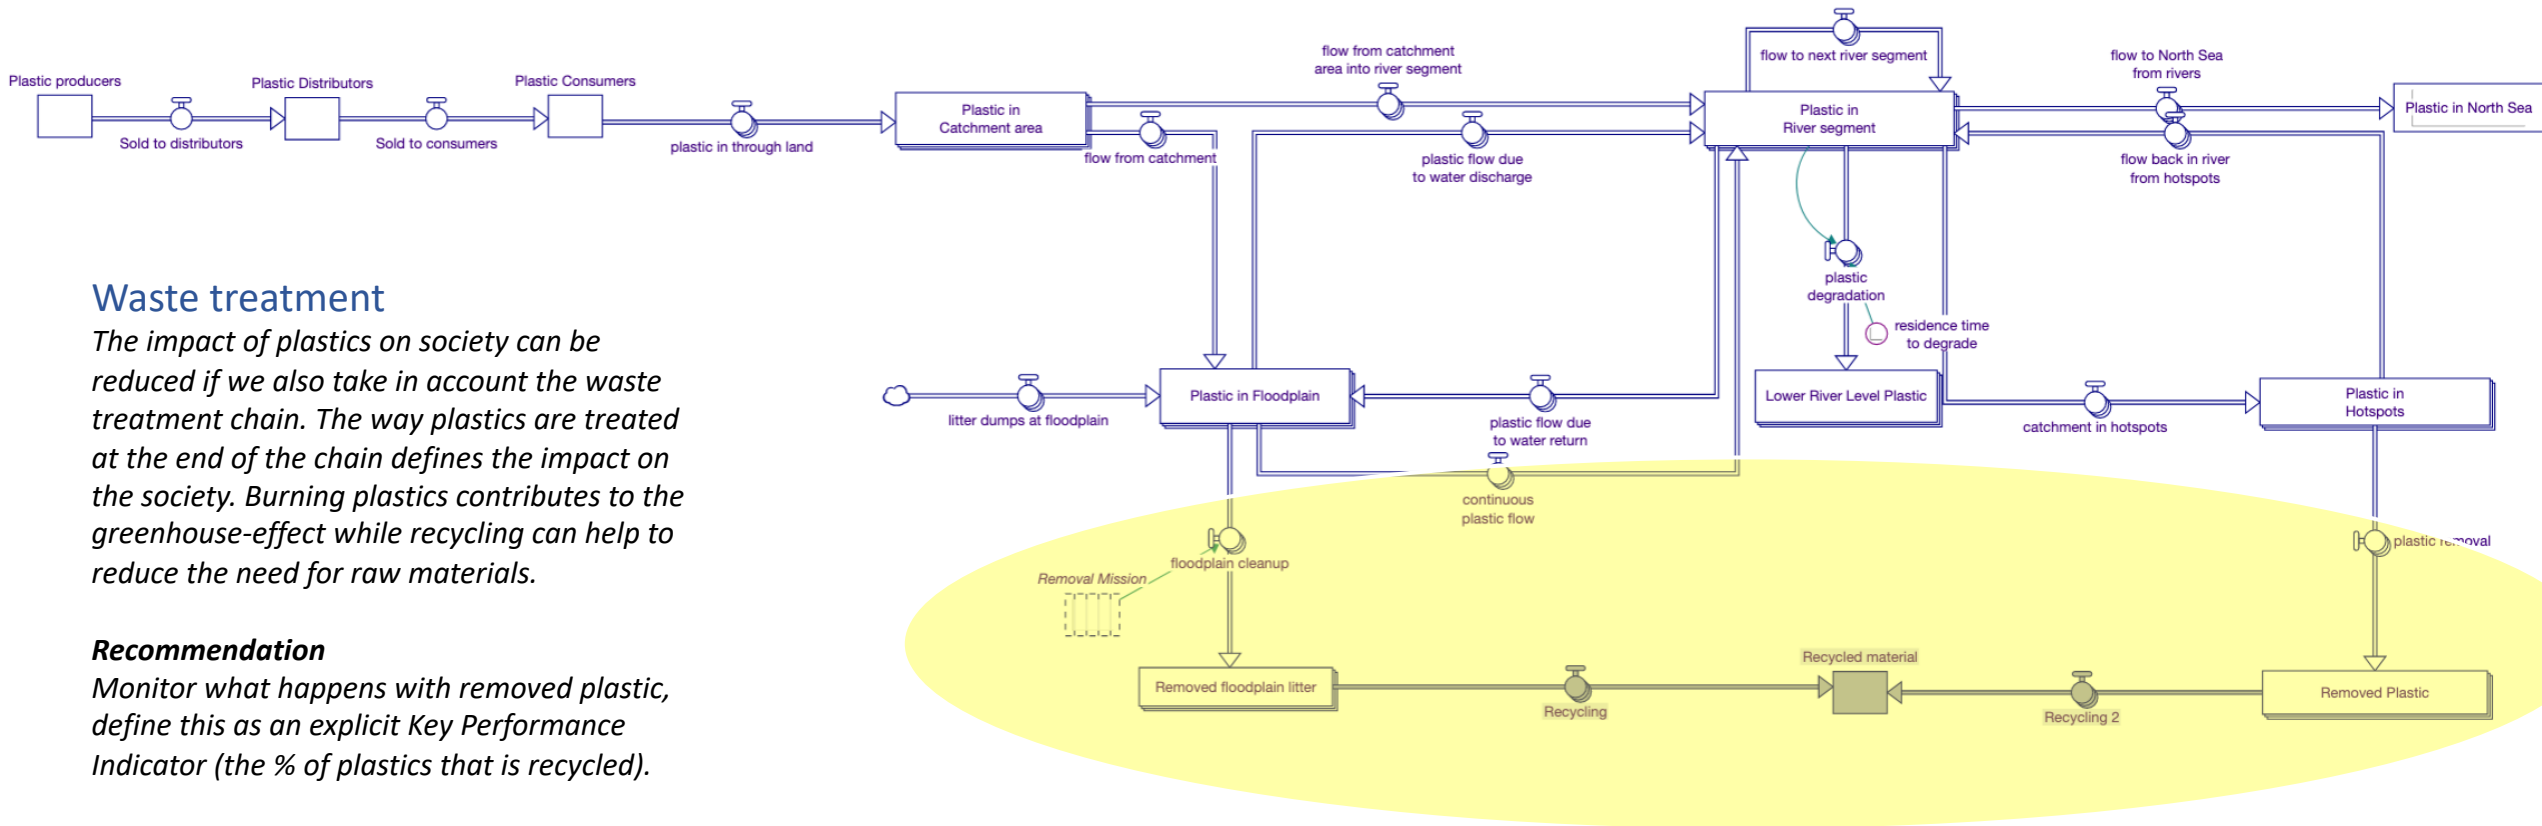 Plastic producers
Sold to distributors
Plastic Distributors
Sold to consumers
Plastic Consumers
plastic in through land
Plastic in
Catchment area
flow from catchment
area into river segment
flow from catchment
plastic flow due
to water discharge
flow to next river segment
Plastic in
River segment
flow to North Sea
from rivers
Plastic in North Sea
flow back in river
from hotspots
plastic
degradation
residence time
to degrade
litter dumps at floodplain
Plastic in Floodplain
plastic flow due
to water return
Lower River Level Plastic
catchment in hotspots
Plastic in
Hotspots
continuous
plastic flow
floodplain cleanup
Removal Mission
plastic removal
Removed floodplain litter
Recycling
Recycled material
Recycling 2
Removed Plastic
Waste treatment
The impact of plastics on society can be
reduced if we also take in account the waste
treatment chain. The way plastics are treated
at the end of the chain defines the impact on
the society. Burning plastics contributes to the
greenhouse-effect while recycling can help to
reduce the need for raw materials.
Recommendation
Monitor what happens with removed plastic,
define this as an explicit Key Performance
Indicator (the % of plastics that is recycled).